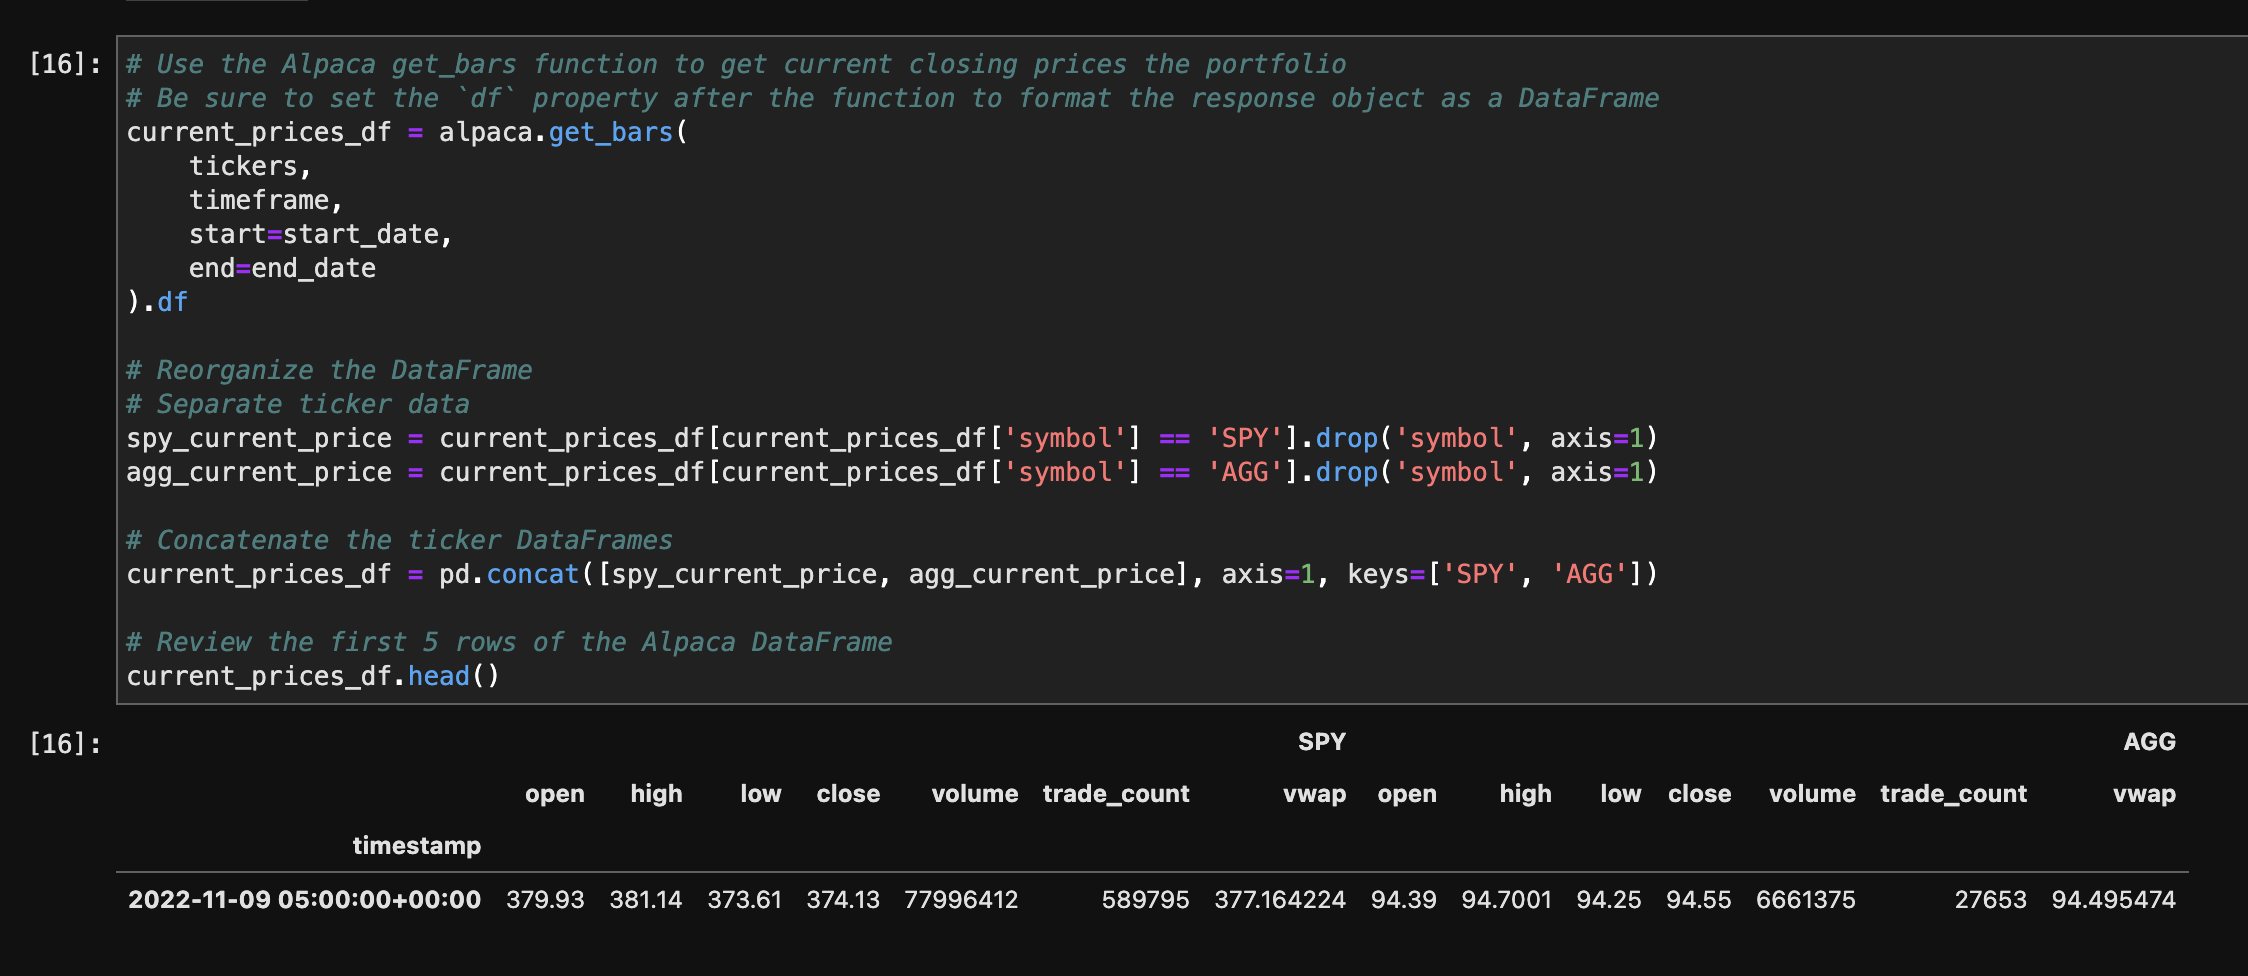 [16]:
# Use the Alpaca get_bars function to get current closing prices the portfolio
# Be sure to set the `df` property after the function to format the response object as a DataFrame
current_prices_df = alpaca.get_bars(
    tickers,
    timeframe,
    start=start_date,
    end=end_date
).df
# Reorganize the DataFrame
# Separate ticker data
spy_current_price = current_prices_df[current_prices_df['symbol'] == 'SPY'].drop('symbol', axis=1)
agg_current_price = current_prices_df[current_prices_df['symbol'] == 'AGG'].drop('symbol', axis=1)
# Concatenate the ticker DataFrames
current_prices_df = pd.concat([spy_current_price, agg_current_price], axis=1, keys=['SPY', 'AGG'])
# Review the first 5 rows of the Alpaca DataFrame
current_prices_df.head()
[16]: SPY AGG
open high low close volume trade_count vwap open high low close volume trade_count vwap
timestamp
2022-11-09 05:00:00+00:00 379.93 381.14 373.61 374.13 77996412 589795 377.164224 94.39 94.7001 94.25 94.55 6661375 27653 94.495474